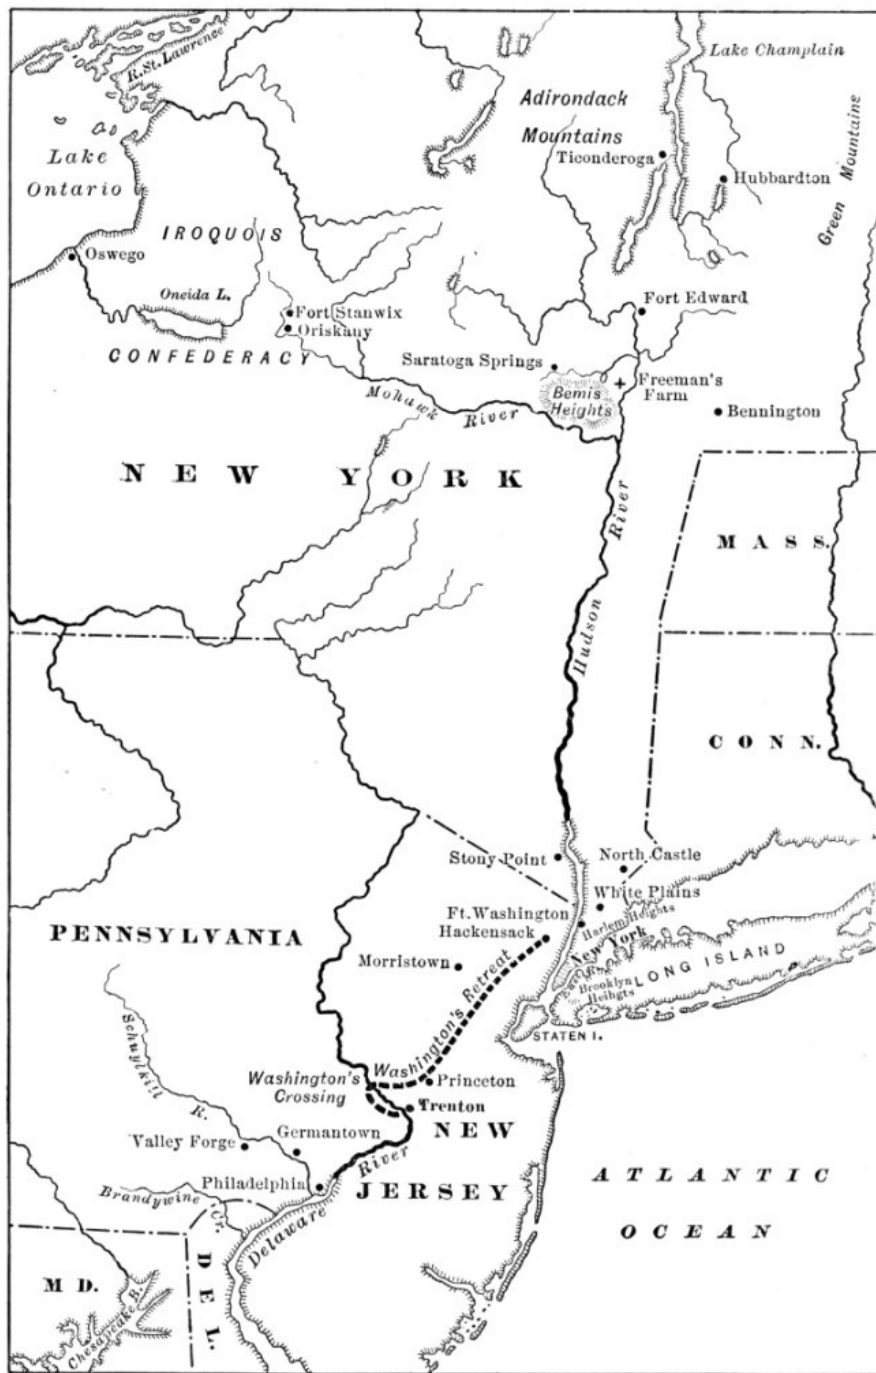 Lake Champlain
R. St. Lawrence
Adirondack
Mountains
Ticonderoga
Lake
Ontario
Hubbardton
Green Mountains
IROQUOIS
Oswego
Oneida L.
Fort Stanwix
Oriskany
Fort Edward
CONFEDERACY
Saratoga Springs
Freeman's
Farm
Bemis
Heights
Mohawk River
Bennington
NEW YORK
MASS.
Hudson River
CONN.
Stony Point
North Castle
White Plains
Ft. Washington
Harlem Heights
Hackensack
New York
PENNSYLVANIA
LONG ISLAND
East R.
Brooklyn
Heihgts
Morristown
Washington's Retreat
STATEN I.
Schuylkill R.
Washington's
Crossing
Princeton
Trenton
Valley Forge
Germantown
NEW
JERSEY
Philadelphia
Delaware River
Brandywine Cr.
ATLANTIC
OCEAN
MD.
DEL.
Chesapeake B.